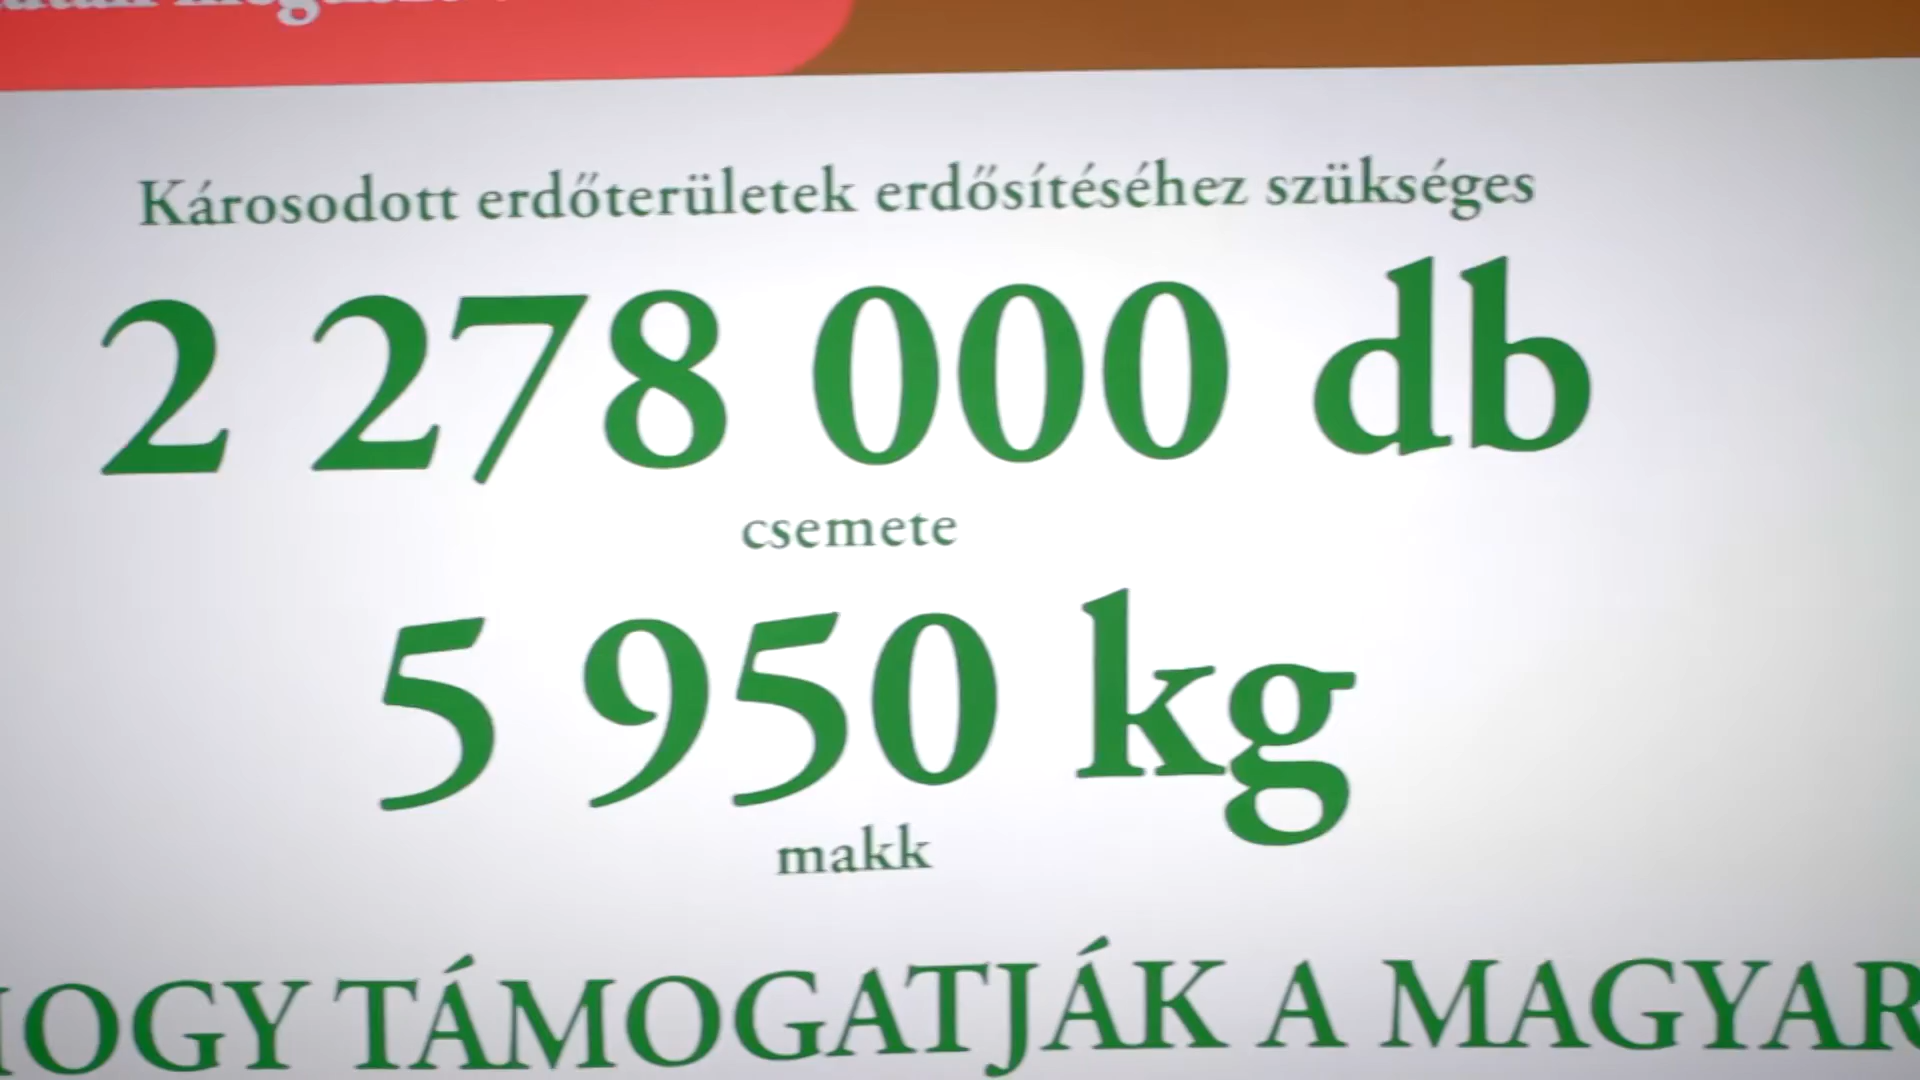 Károsodott erdőterületek erdősítéséhez szükséges
2 278 000 db
csemete
5 950 kg
makk
TÁMOGATJÁK A MAGYAR